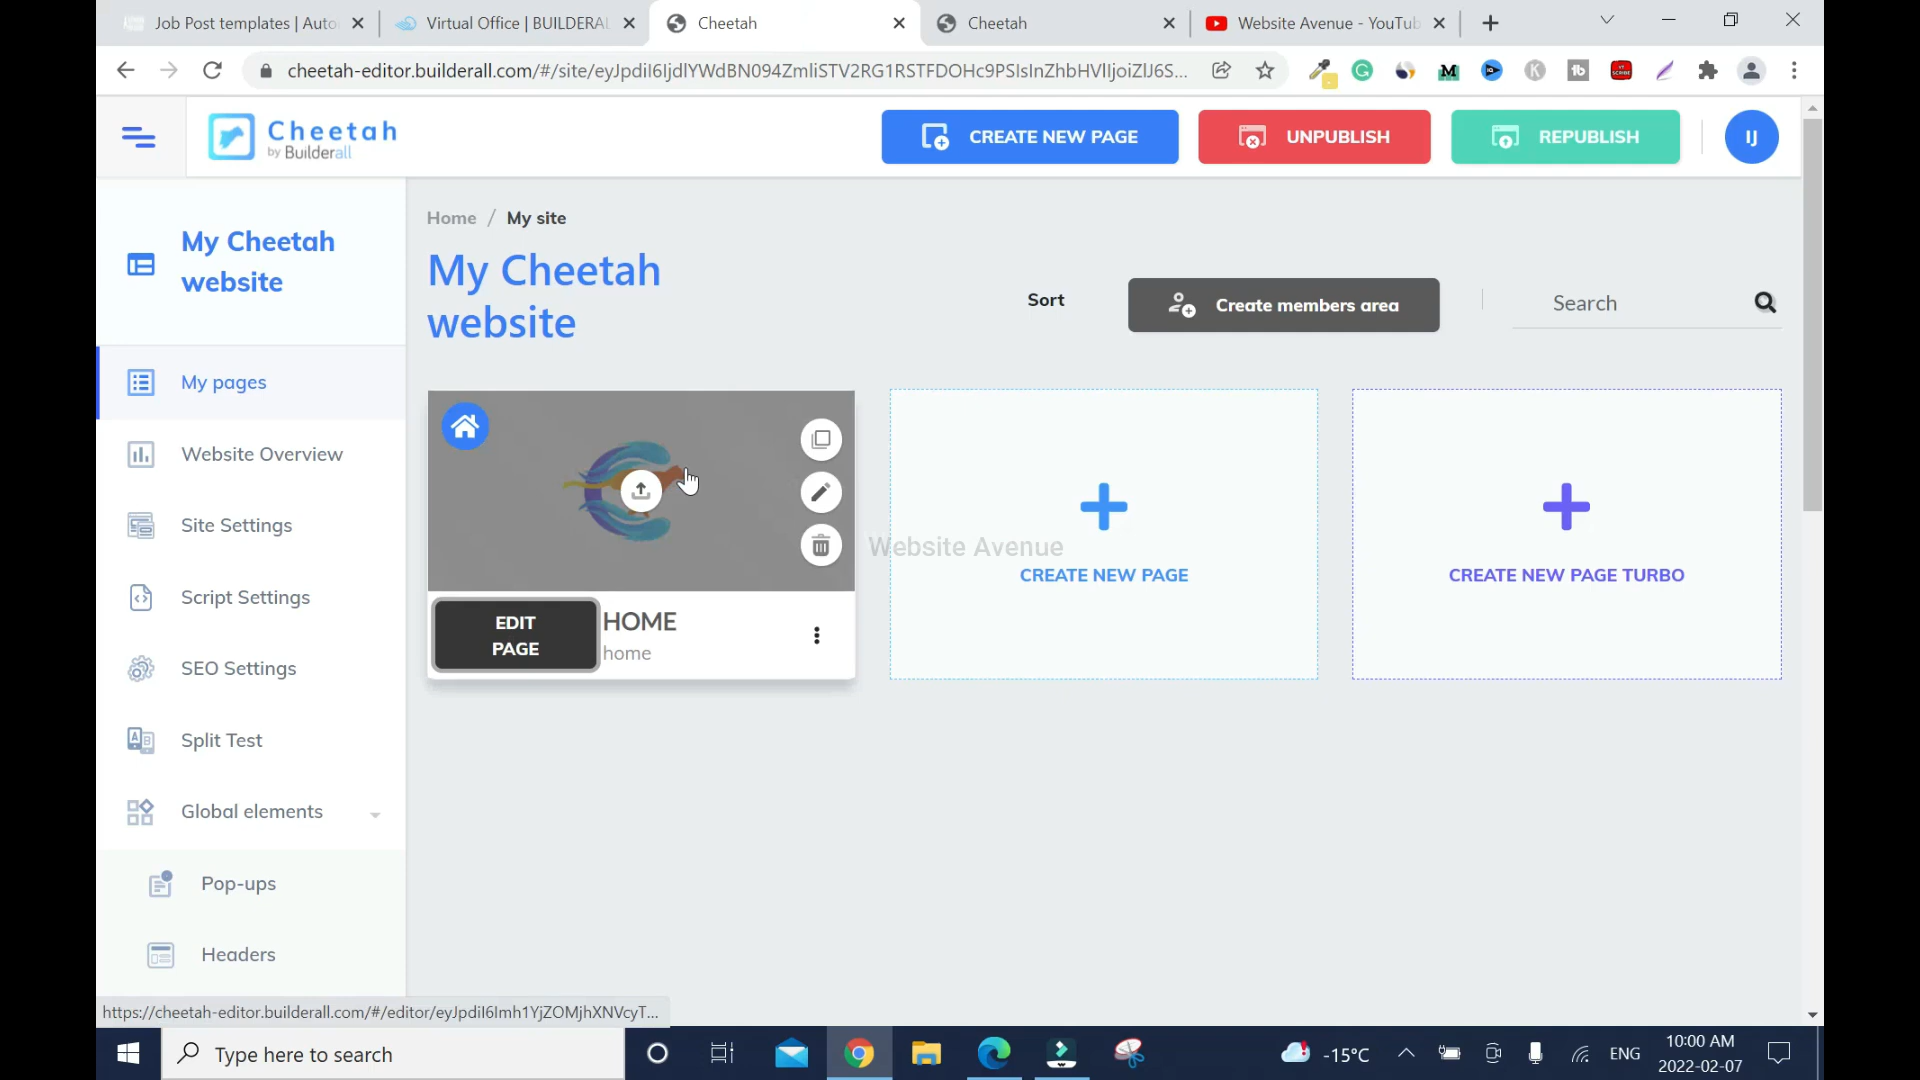 Job Post templates | Auto
Virtual Office | BUILDERAL
Cheetah
Cheetah
Website Avenue - YouTub
cheetah-editor.builderall.com/#/site/eyJpdiI6IjdlYWdBN094ZmliSTV2RG1RSTFDOHc9PSIsInZhbHVlIjoiZlJ6S...
Cheetah
by Builderall
CREATE NEW PAGE
UNPUBLISH
REPUBLISH
IJ
My Cheetah
website
Home / My site
My Cheetah
website
Sort
Create members area
Search
My pages
Website Overview
Site Settings
Script Settings
SEO Settings
Split Test
Global elements
Pop-ups
Headers
EDIT
PAGE
HOME
home
Website Avenue
CREATE NEW PAGE
CREATE NEW PAGE TURBO
https://cheetah-editor.builderall.com/#/editor/eyJpdiI6Imh1YjZOMjhXNVcyT...
Type here to search
-15°C
ENG
10:00 AM
2022-02-07